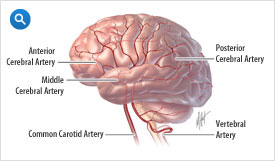 Anterior
Cerebral Artery
Middle
Cerebral Artery
Common Carotid Artery
Posterior
Cerebral Artery
Vertebral
Artery